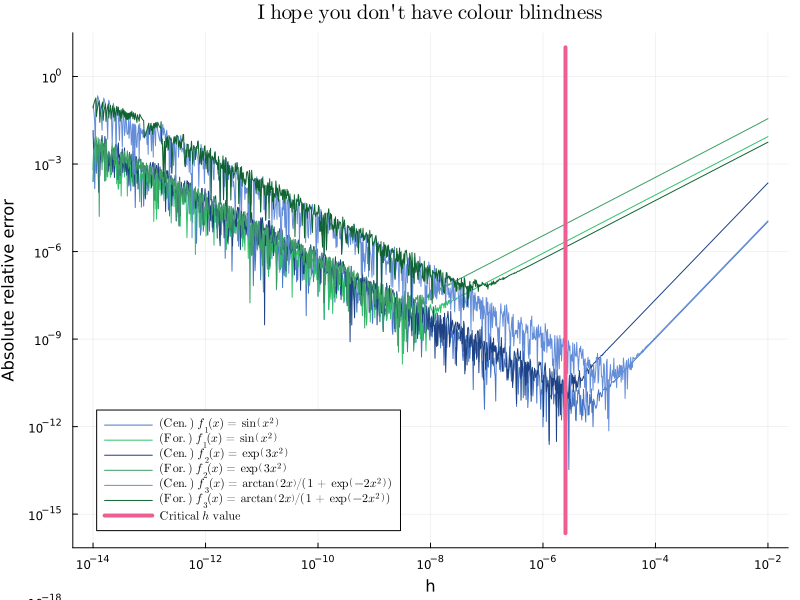 I hope you don't have colour blindness
10^0
10^-3
10^-6
10^-9
10^-12
10^-15
Absolute relative error
(Cen.) f_1(x) = sin(x^2)
(For.) f_1(x) = sin(x^2)
(Cen.) f_2(x) = exp(3x^2)
(For.) f_2(x) = exp(3x^2)
(Cen.) f_3(x) = arctan(2x)/(1 + exp(−2x^2))
(For.) f_3(x) = arctan(2x)/(1 + exp(−2x^2))
Critical h value
10^-14 10^-12 10^-10 10^-8 10^-6 10^-4 10^-2
h
10^-18